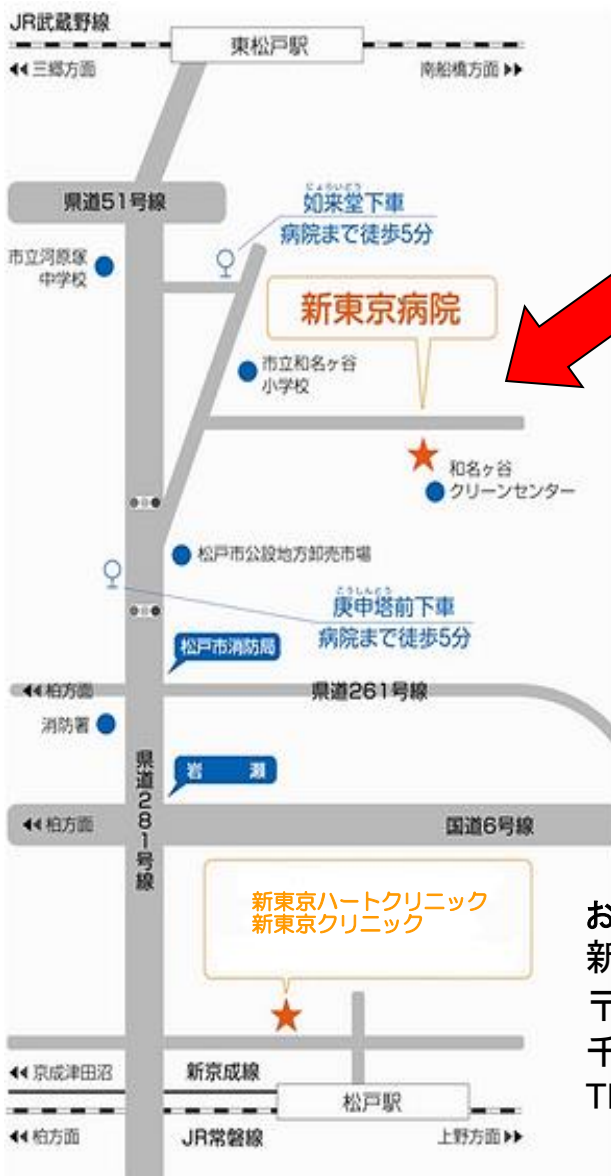 JR武蔵野線
東松戸駅
◀◀三郷方面
南船橋方面▶▶
県道51号線
にょらいどう
如来堂下車
病院まで徒歩5分
市立河原塚
中学校
新東京病院
市立和名ヶ谷
小学校
和名ヶ谷
クリーンセンター
松戸市公設地方卸売市場
こうしんとう
庚申塔前下車
病院まで徒歩5分
松戸市消防局
◀◀柏方面
県道261号線
消防署
岩 瀬
県道281号線
◀◀柏方面
国道6号線
新東京ハートクリニック
新東京クリニック
お
新
〒
千
TE
◀◀京成津田沼
新京成線
松戸駅
◀◀柏方面
JR常磐線
上野方面▶▶